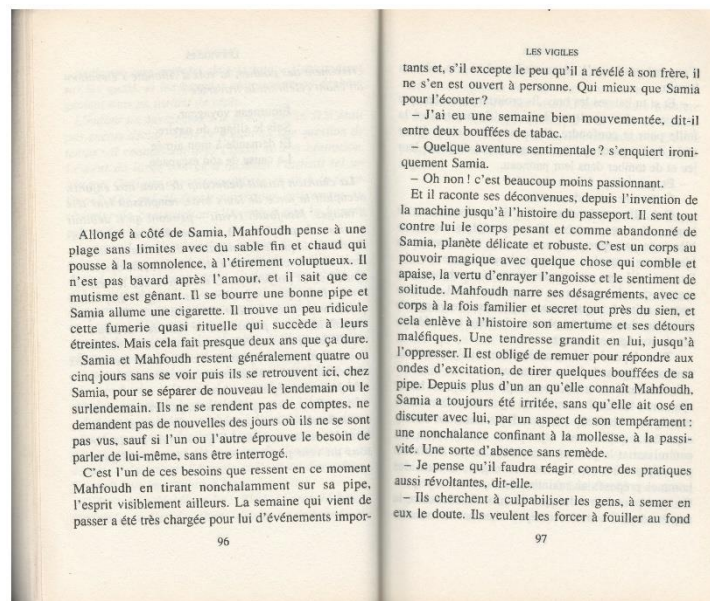 Allongé à côté de Samia, Mahfoudh pense à une
plage sans limites avec du sable fin et chaud qui
pousse à la somnolence, à l'étirement voluptueux. Il
n'est pas bavard après l'amour, et il sait que ce
mutisme est gênant. Il se bourre une bonne pipe et
Samia allume une cigarette. Il trouve un peu ridicule
cette fumerie quasi rituelle qui succède à leurs
étreintes. Mais cela fait presque deux ans que ça dure.
Samia et Mahfoudh restent généralement quatre ou
cinq jours sans se voir puis ils se retrouvent ici, chez
Samia, pour se séparer de nouveau le lendemain ou le
surlendemain. Ils ne se rendent pas de comptes, ne
demandent pas de nouvelles des jours où ils ne se sont
pas vus, sauf si l'un ou l'autre éprouve le besoin de
parler de lui-même, sans être interrogé.
C'est l'un de ces besoins que ressent en ce moment
Mahfoudh en tirant nonchalamment sur sa pipe,
l'esprit visiblement ailleurs. La semaine qui vient de
passer a été très chargée pour lui d'événements impor-
96
LES VIGILES
tants et, s'il excepte le peu qu'il a révélé à son frère, il
ne s'en est ouvert à personne. Qui mieux que Samia
pour l'écouter ?
– J'ai eu une semaine bien mouvementée, dit-il
entre deux bouffées de tabac.
– Quelque aventure sentimentale ? s'enquiert ironi-
quement Samia.
– Oh non ! c'est beaucoup moins passionnant.
Et il raconte ses déconvenues, depuis l'invention de
la machine jusqu'à l'histoire du passeport. Il sent tout
contre lui le corps pesant et comme abandonné de
Samia, planète délicate et robuste. C'est un corps au
pouvoir magique avec quelque chose qui comble et
apaise, la vertu d'enrayer l'angoisse et le sentiment de
solitude. Mahfoudh narre ses désagréments, avec ce
corps à la fois familier et secret tout près du sien, et
cela enlève à l'histoire son amertume et ses détours
maléfiques. Une tendresse grandit en lui, jusqu'à
l'oppresser. Il est obligé de remuer pour répondre aux
ondes d'excitation, de tirer quelques bouffées de sa
pipe. Depuis plus d'un an qu'elle connaît Mahfoudh,
Samia a toujours été irritée, sans qu'elle ait osé en
discuter avec lui, par un aspect de son tempérament :
une nonchalance confinant à la mollesse, à la passi-
vité. Une sorte d'absence sans remède.
– Je pense qu'il faudra réagir contre des pratiques
aussi révoltantes, dit-elle.
– Ils cherchent à culpabiliser les gens, à semer en
eux le doute. Ils veulent les forcer à fouiller au fond
97